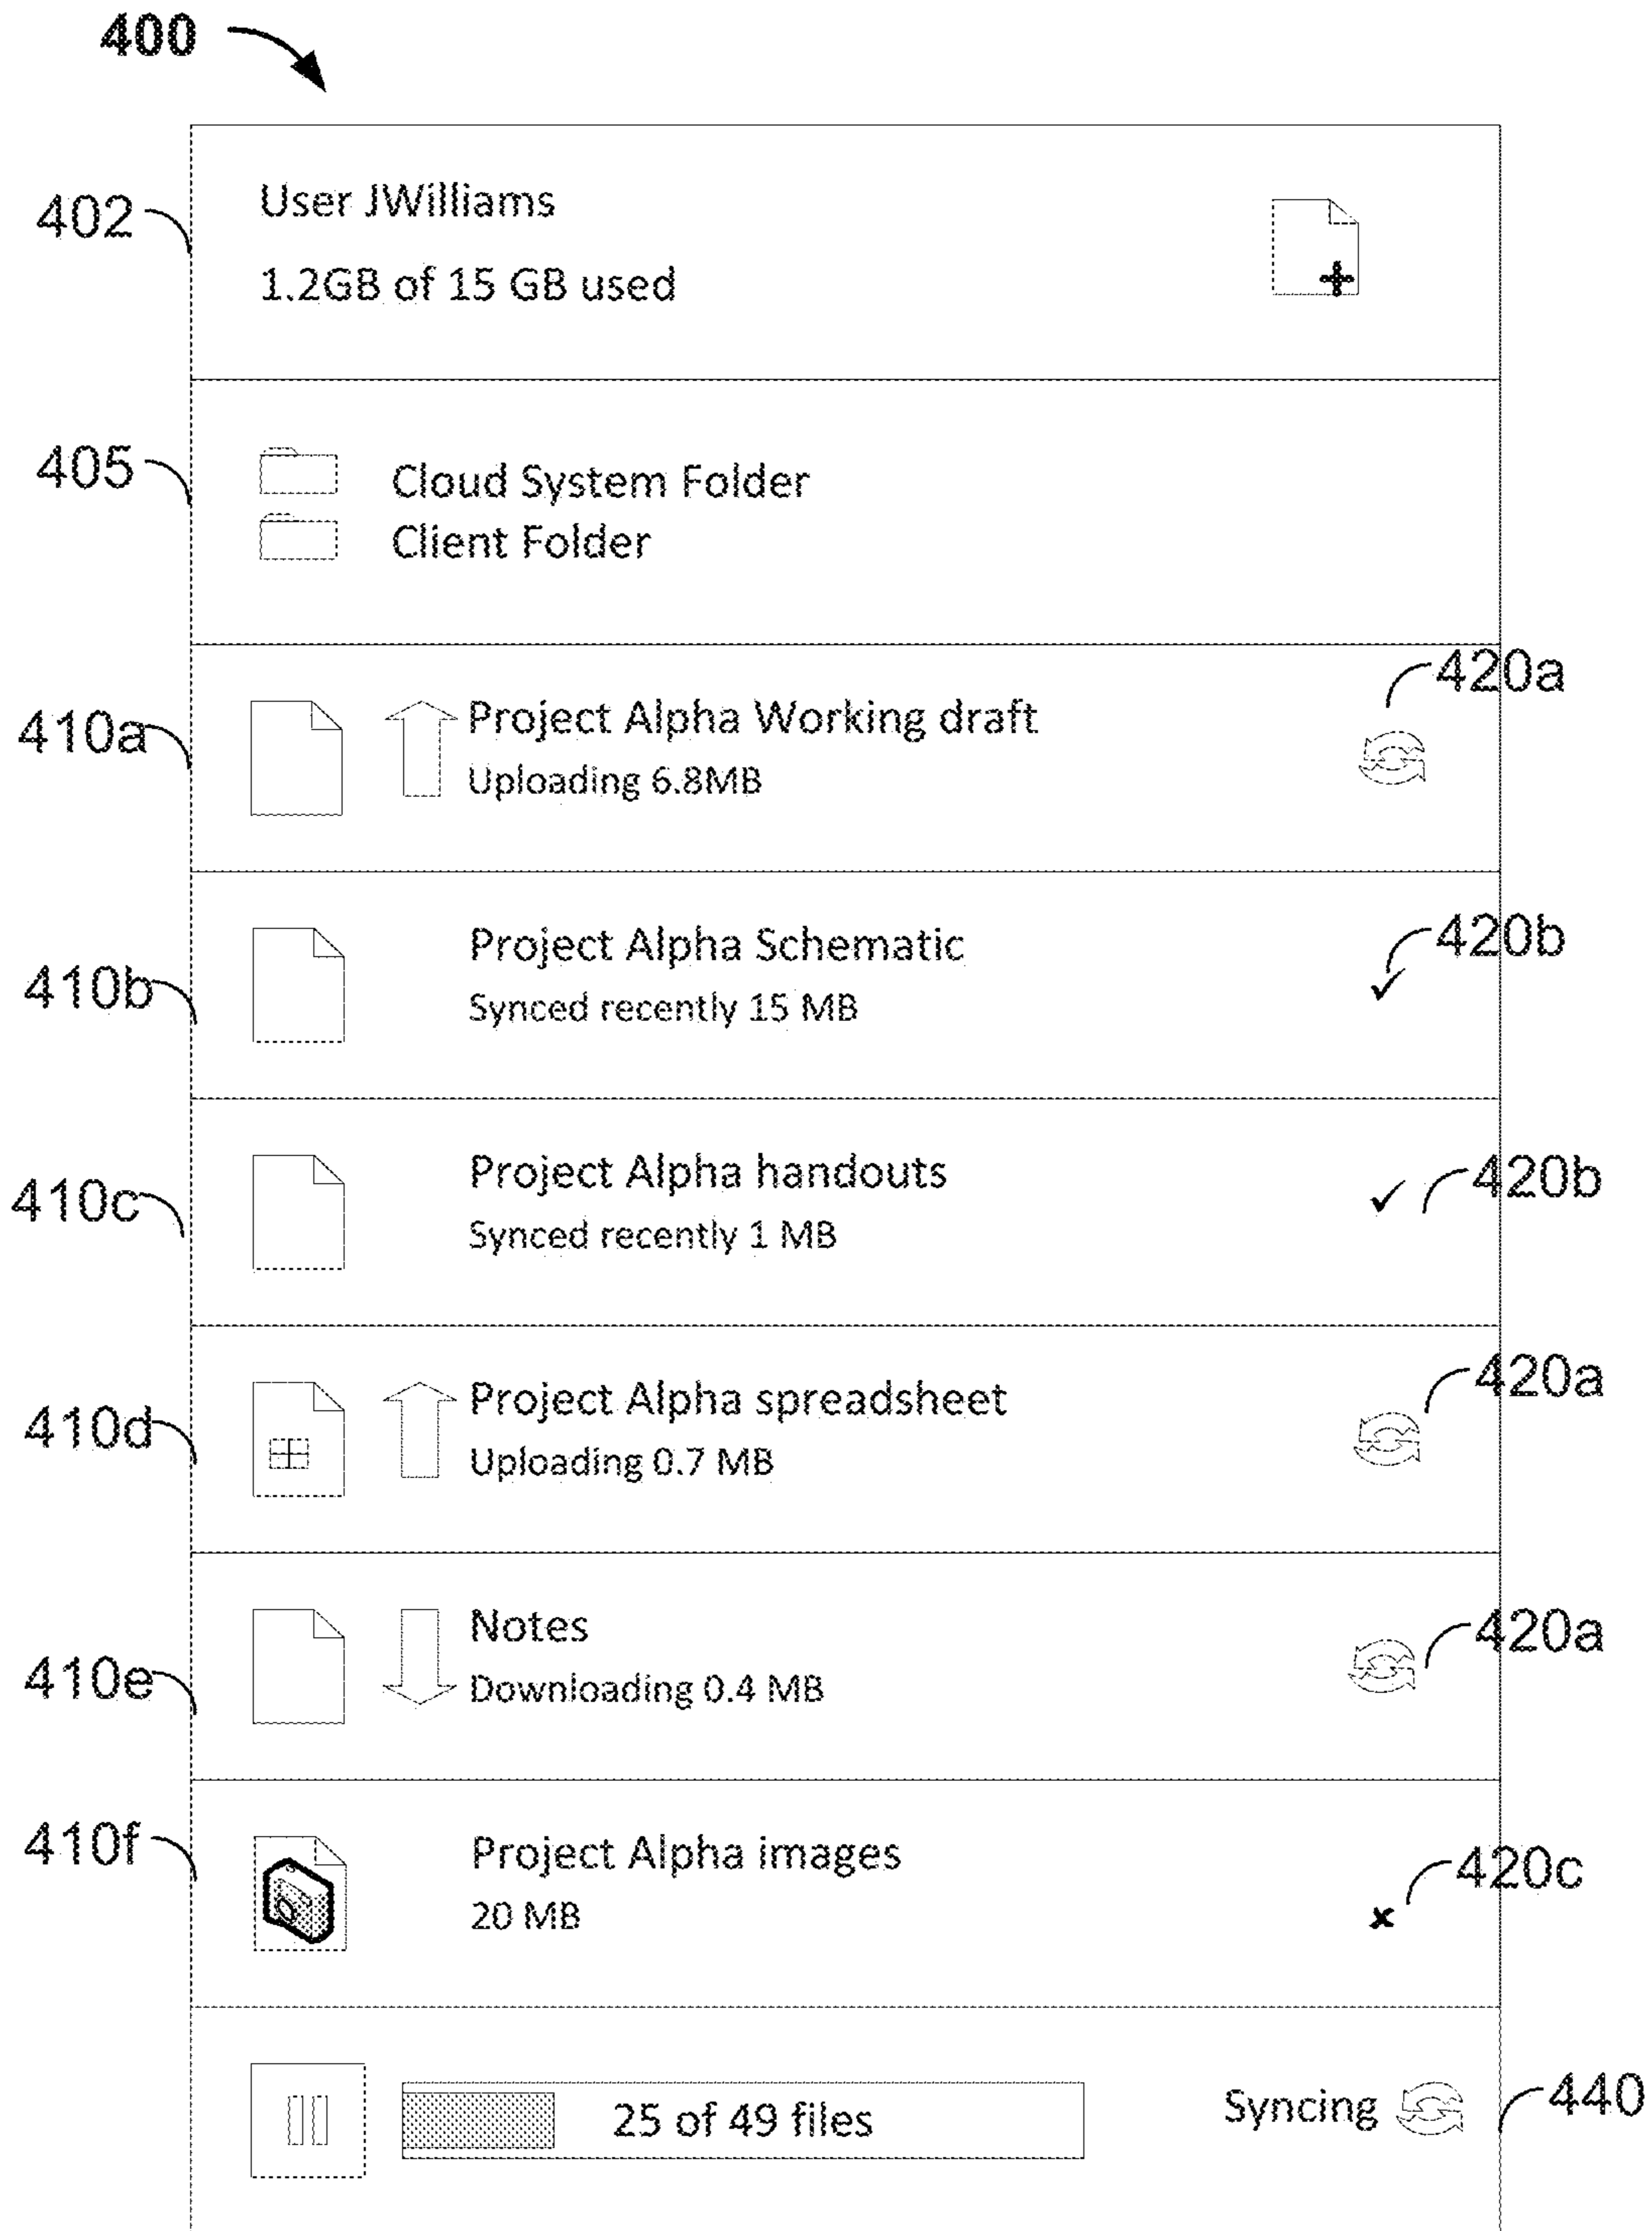 400
402
User JWilliams
1.2GB of 15 GB used
405
Cloud System Folder
Client Folder
410a
Project Alpha Working draft
Uploading 6.8MB
420a
410b
Project Alpha Schematic
Synced recently 15 MB
420b
410c
Project Alpha handouts
Synced recently 1 MB
420b
410d
Project Alpha spreadsheet
Uploading 0.7 MB
420a
410e
Notes
Downloading 0.4 MB
420a
410f
Project Alpha images
20 MB
420c
25 of 49 files
Syncing
440